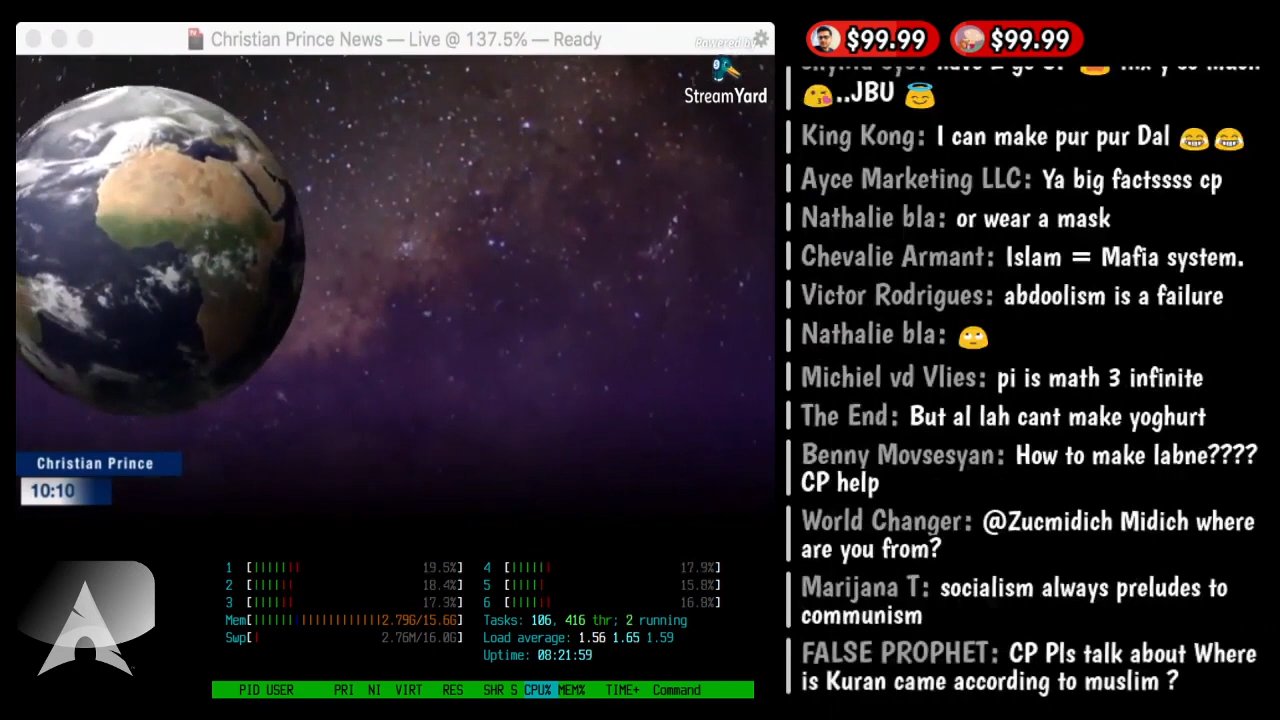 Christian Prince News — Live @ 137.5% — Ready
Powered by
StreamYard
Christian Prince
10:10
1 [|||||||| 19.5%]
2 [||||||| 18.4%]
3 [||||||| 17.3%]
Mem[||||||||||||||||||||||2.79G/15.6G]
Swp[| 2.76M/16.0G]
4 [||||||| 17.9%]
5 [|||||| 15.8%]
6 [||||||| 16.8%]
Tasks: 106, 416 thr; 2 running
Load average: 1.56 1.65 1.59
Uptime: 08:21:59
PID USER PRI NI VIRT RES SHR S CPU% MEM% TIME+ Command
$99.99
$99.99
😘..JBU 😇
King Kong: I can make pur pur Dal 😂 😂
Ayce Marketing LLC: Ya big factssss cp
Nathalie bla: or wear a mask
Chevalie Armant: Islam = Mafia system.
Victor Rodrigues: abdoolism is a failure
Nathalie bla: 🙄
Michiel vd Vlies: pi is math 3 infinite
The End: But al lah cant make yoghurt
Benny Movsesyan: How to make labne????
CP help
World Changer: @Zucmidich Midich where
are you from?
Marijana T: socialism always preludes to
communism
FALSE PROPHET: CP Pls talk about Where
is Kuran came according to muslim ?